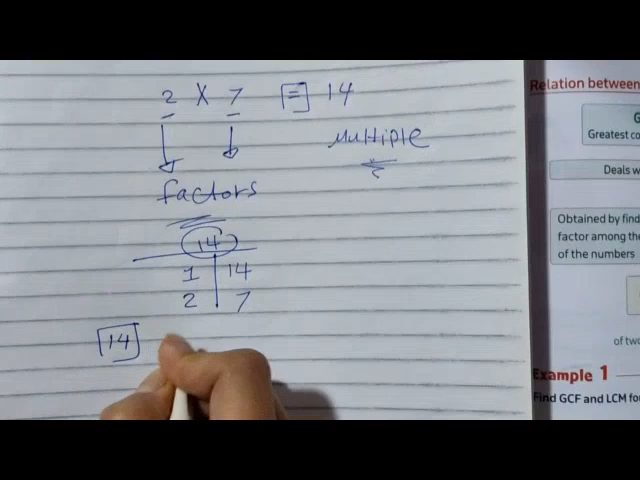 2 X 7 = 14
Multiple
factors
14
1 14
2 7
14
Relation between
Greatest co
Deals w
Obtained by find
factor among the
of the numbers
of two
Example 1
Find GCF and LCM fo